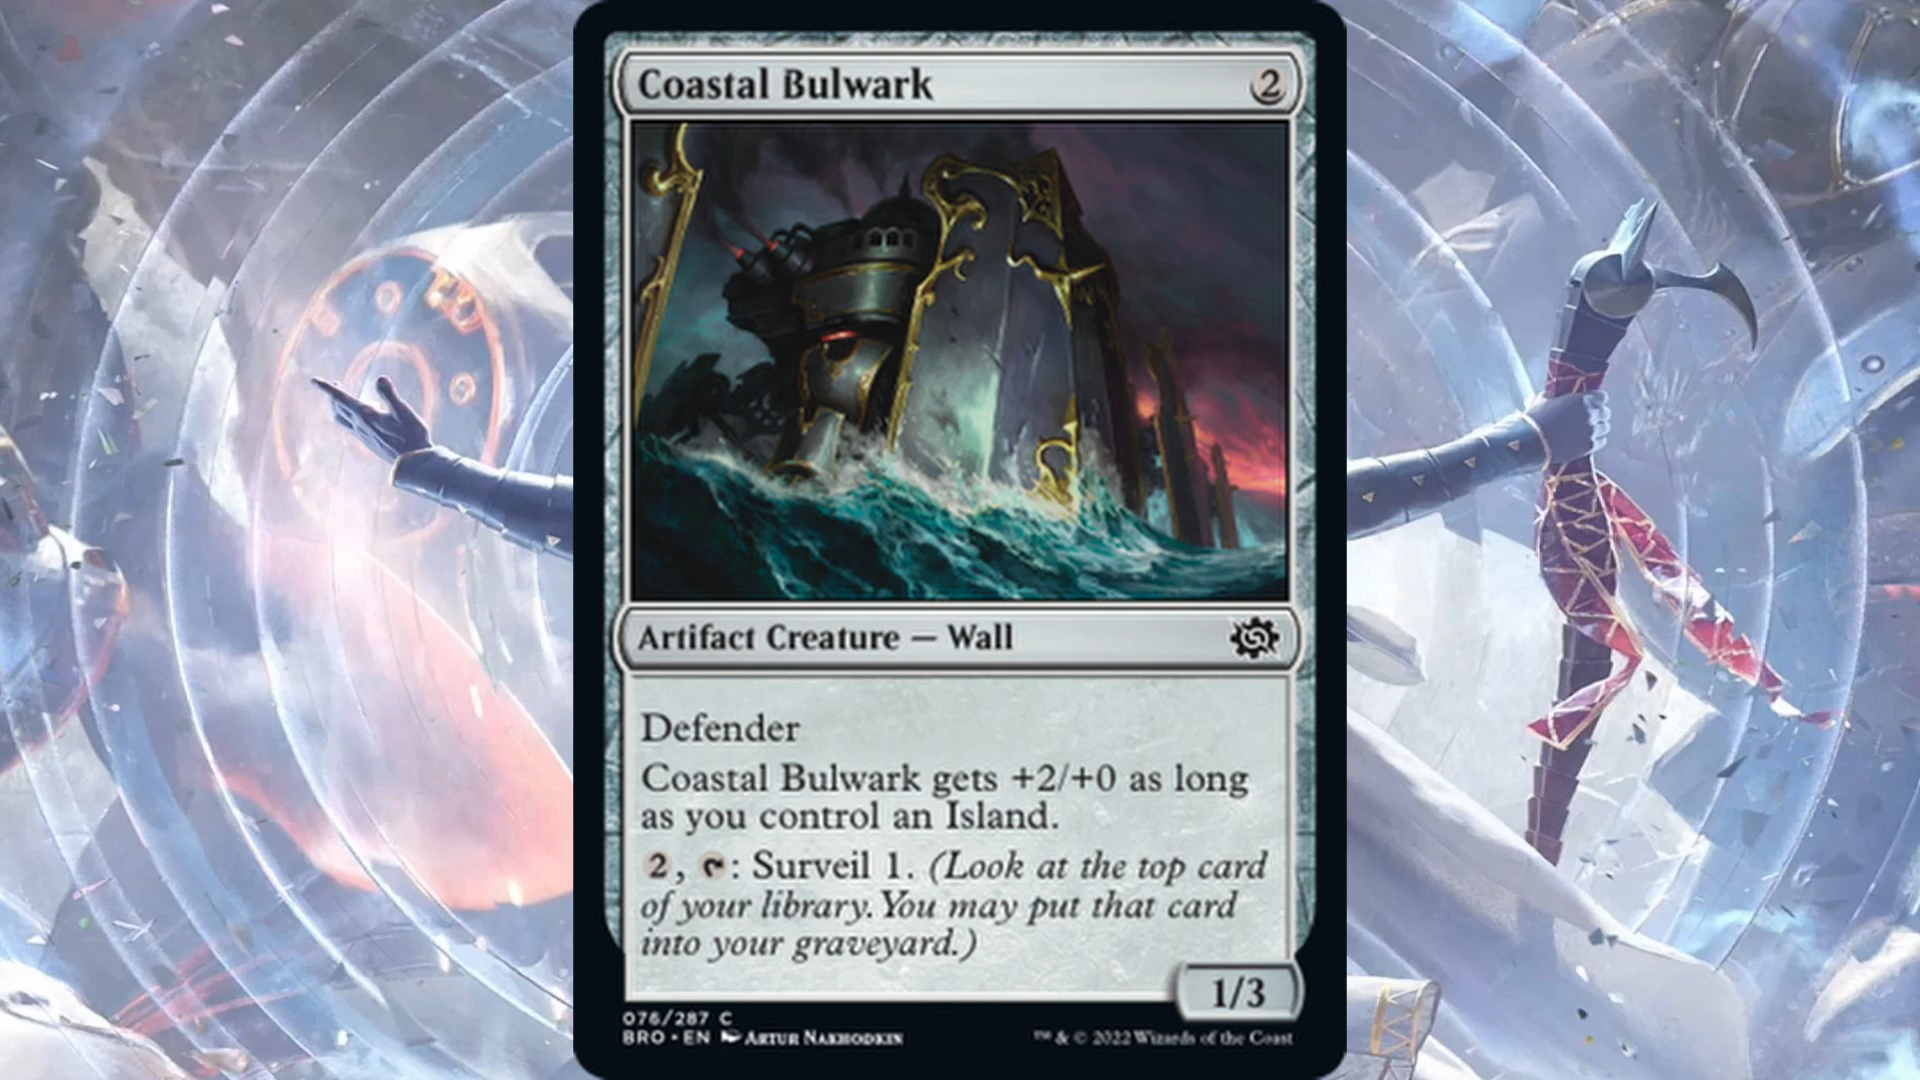 Coastal Bulwark 2
Artifact Creature — Wall
Defender
Coastal Bulwark gets +2/+0 as long
as you control an Island.
2, : Surveil 1. (Look at the top card
of your library. You may put that card
into your graveyard.)
1/3
076/287 C
BRO • EN Artur Nakhodkin
™ & © 2022 Wizards of the Coast